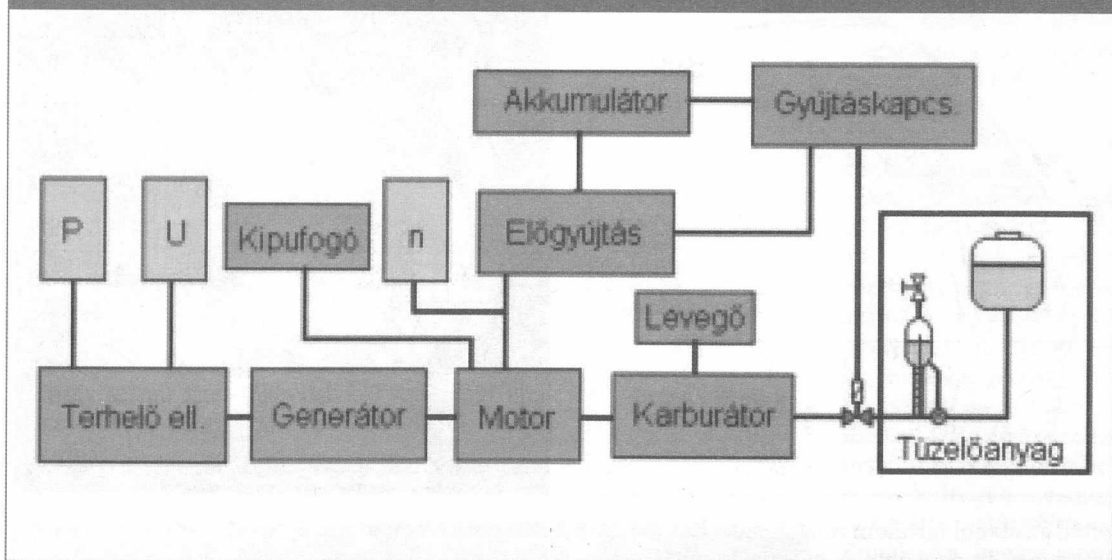 Akkumulátor
Gyújtáskapcs.
P
U
Kipufogó
n
Előgyújtás
Levegő
Terhelő ell.
Generátor
Motor
Karburátor
Tüzelőanyag